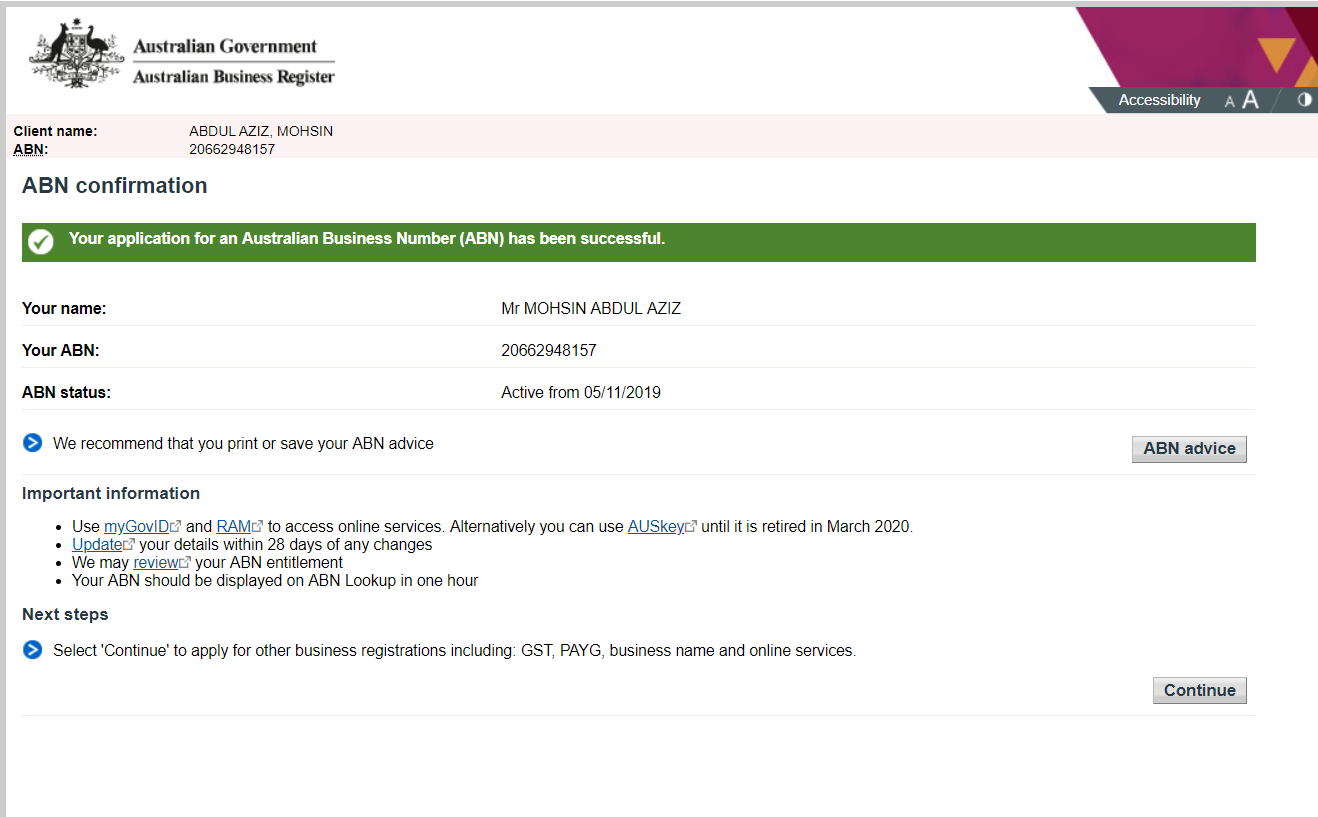 Australian Government
Australian Business Register
Accessibility A A
Client name: ABDUL AZIZ, MOHSIN
ABN: 20662948157
ABN confirmation
Your application for an Australian Business Number (ABN) has been successful.
Your name: Mr MOHSIN ABDUL AZIZ
Your ABN: 20662948157
ABN status: Active from 05/11/2019
We recommend that you print or save your ABN advice
ABN advice
Important information
Use myGovID and RAM to access online services. Alternatively you can use AUSkey until it is retired in March 2020.
Update your details within 28 days of any changes
We may review your ABN entitlement
Your ABN should be displayed on ABN Lookup in one hour
Next steps
Select 'Continue' to apply for other business registrations including: GST, PAYG, business name and online services.
Continue